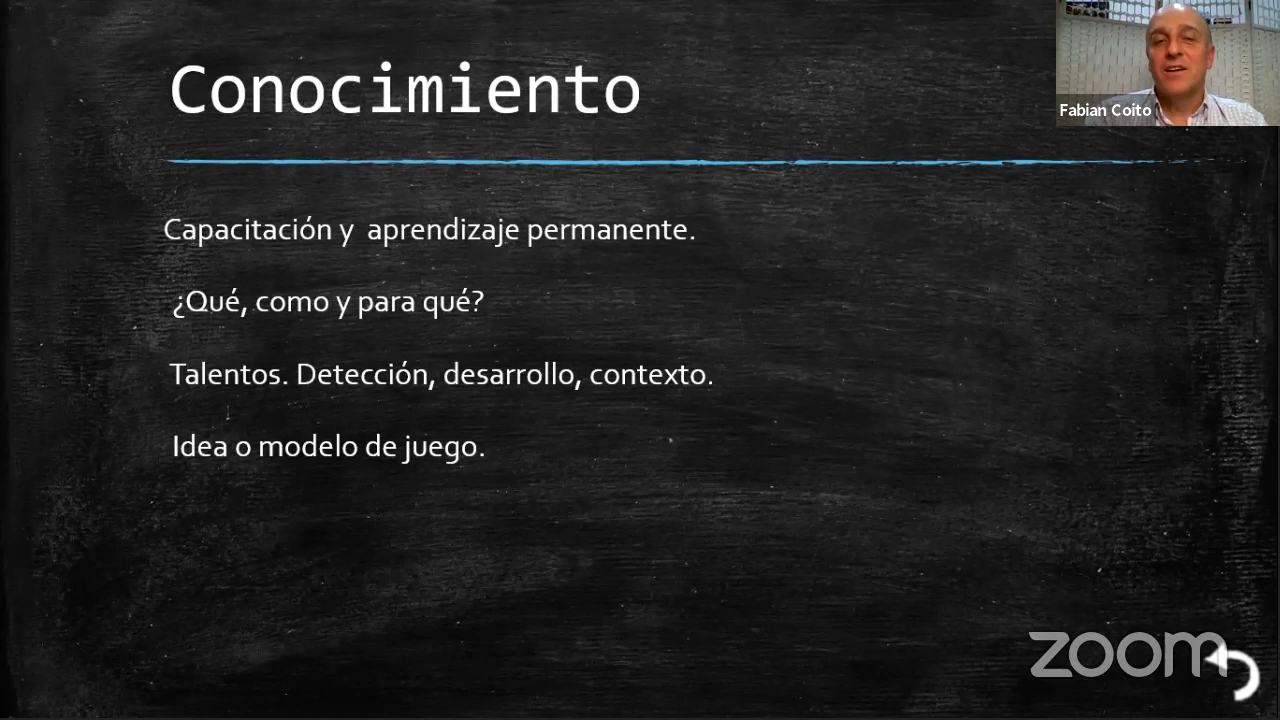 Conocimiento
Fabian Coito
Capacitación y aprendizaje permanente.
¿Qué, como y para qué?
Talentos. Detección, desarrollo, contexto.
Idea o modelo de juego.
zoom